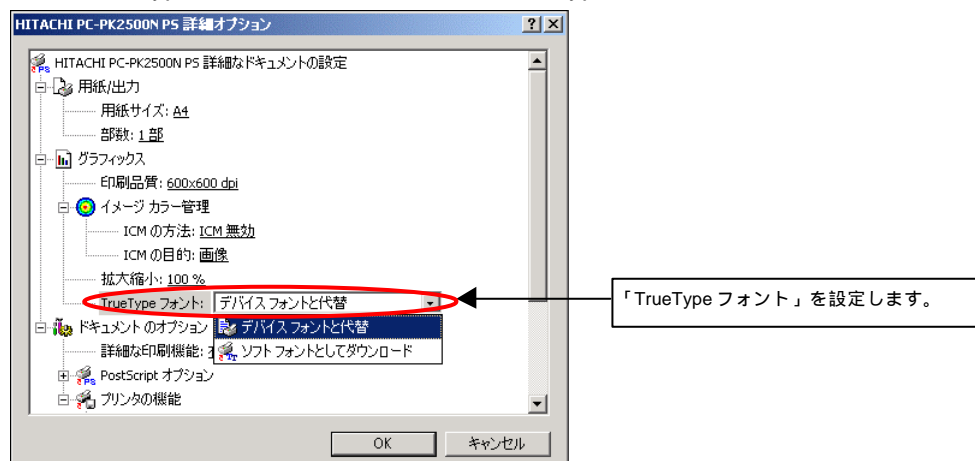 HITACHI PC-PK2500N PS 詳細オプション
HITACHI PC-PK2500N PS 詳細なドキュメントの設定
用紙/出力
用紙サイズ: A4
部数: 1 部
グラフィックス
印刷品質: 600x600 dpi
イメージ カラー管理
ICM の方法: ICM 無効
ICM の目的: 画像
拡大縮小: 100 %
TrueType フォント: デバイス フォントと代替
「TrueType フォント」を設定します。
ドキュメント のオプション
デバイス フォントと代替
詳細な印刷機能:
ソフト フォントとしてダウンロード
PostScript オプション
プリンタの機能
OK キャンセル